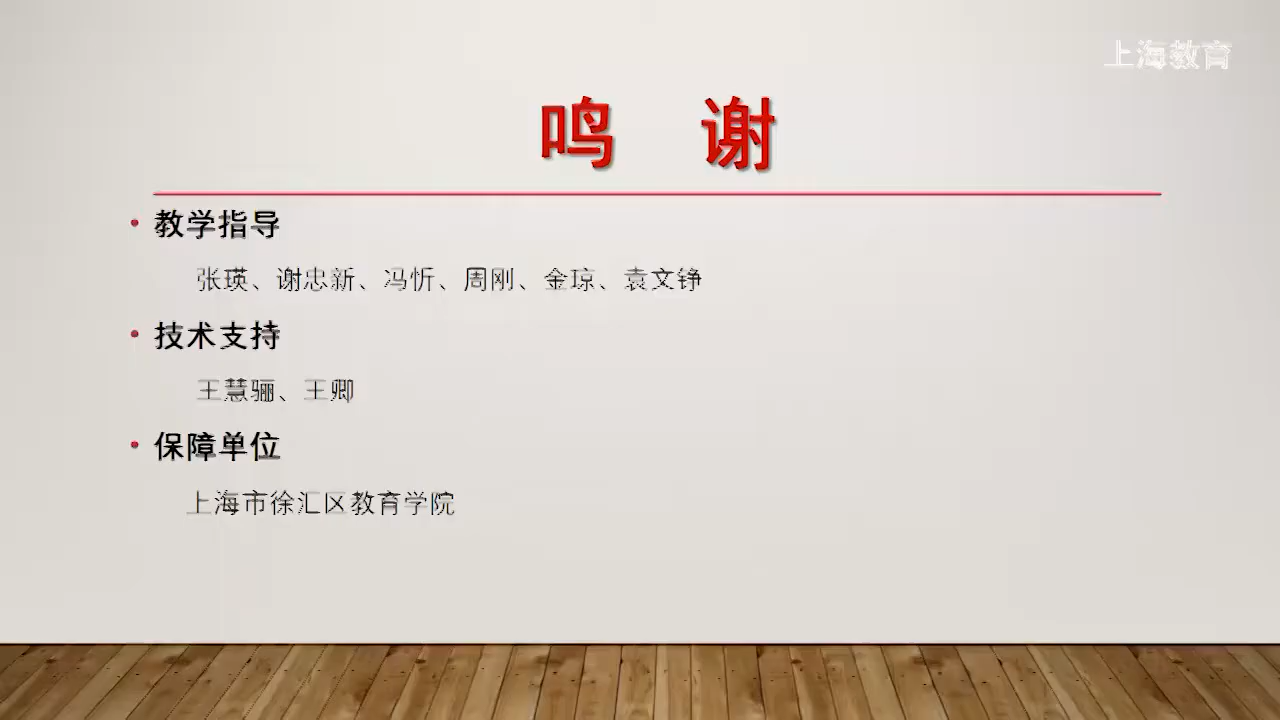 上海教育
鸣 谢
• 教学指导
张瑛、谢忠新、冯忻、周刚、金琼、袁文铮
• 技术支持
王慧骊、王卿
• 保障单位
上海市徐汇区教育学院